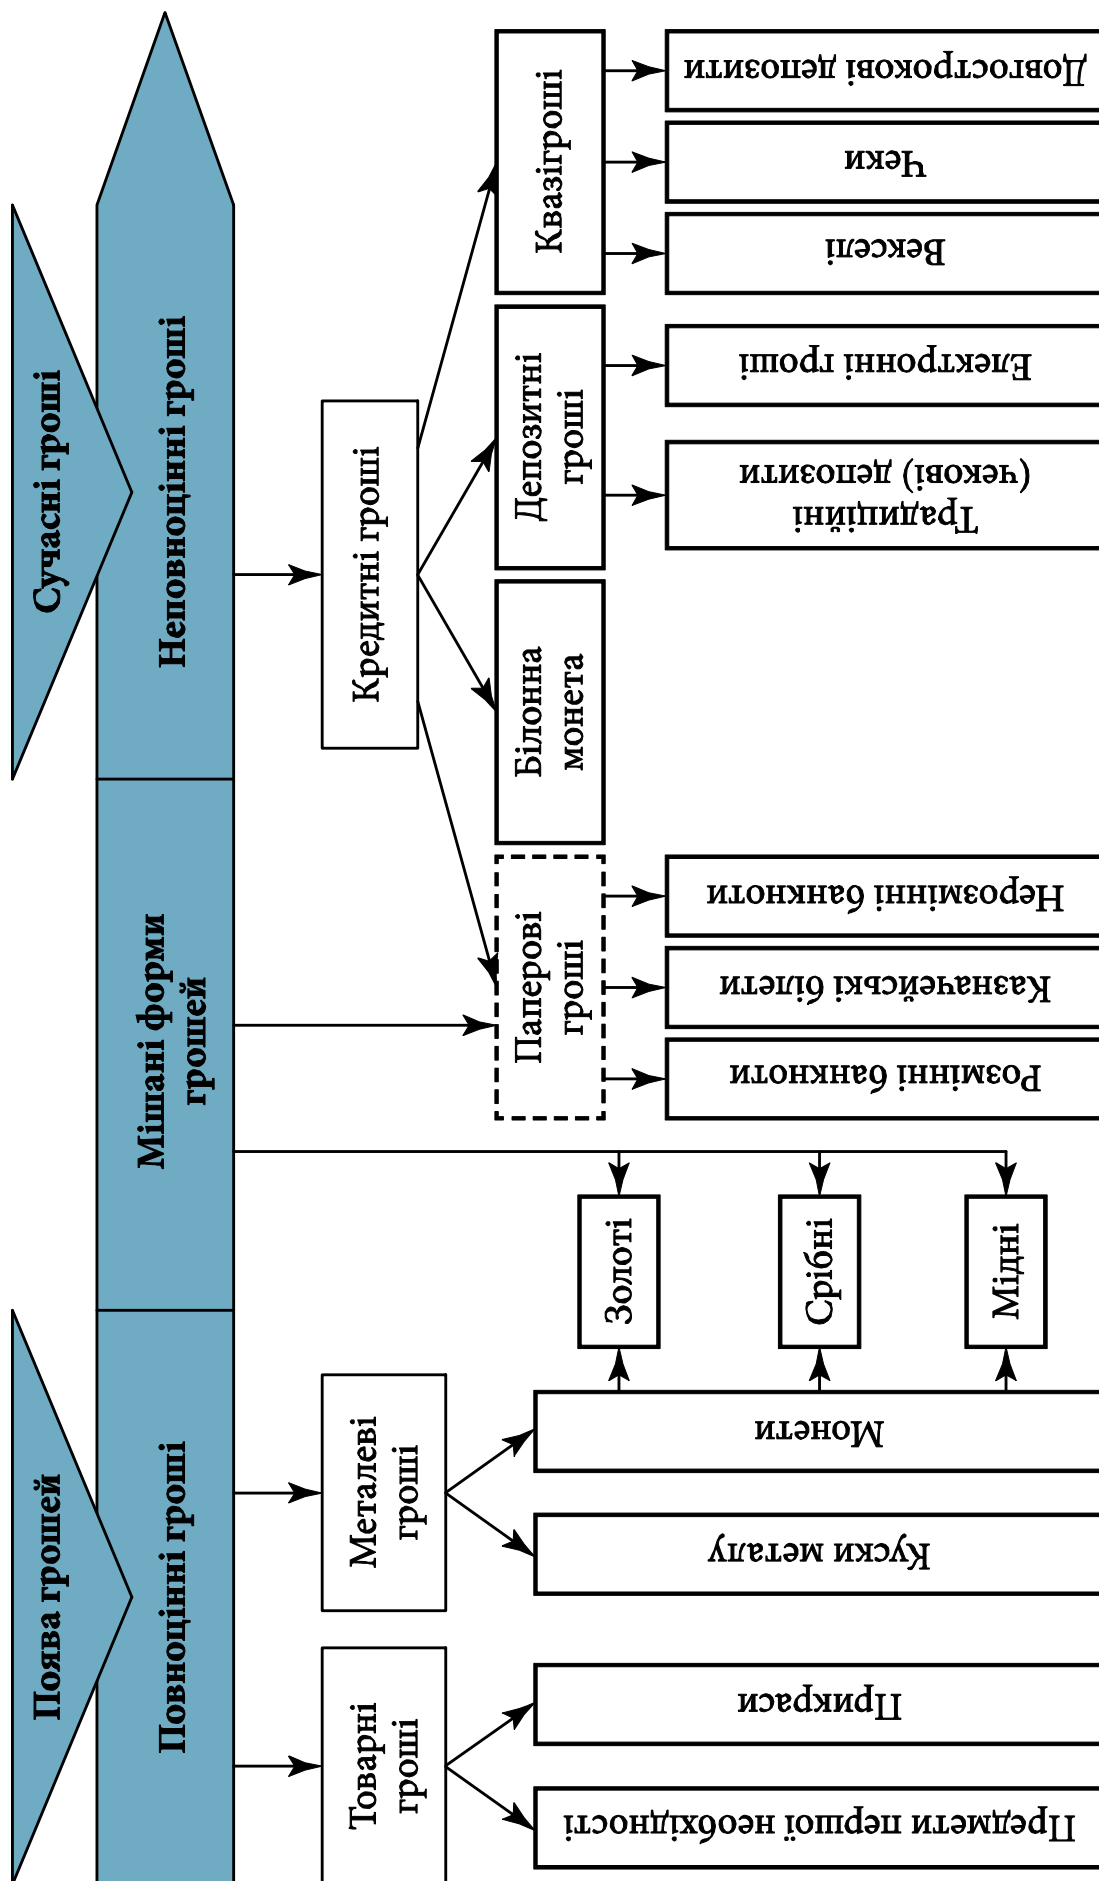 Поява грошей
Сучасні гроші
Повноцінні гроші
Мішані форми
грошей
Неповноцінні гроші
Товарні
гроші
Металеві
гроші
Кредитні гроші
Предмети першої необхідності
Прикраси
Куски металу
Монети
Золоті
Срібні
Мідні
Паперові
гроші
Білонна
монета
Депозитні
гроші
Квазігроші
Розмінні банкноти
Казначейські білети
Нерозмінні банкноти
Традиційні
(чекові) депозити
Електронні гроші
Векселі
Чеки
Довгострокові депозити